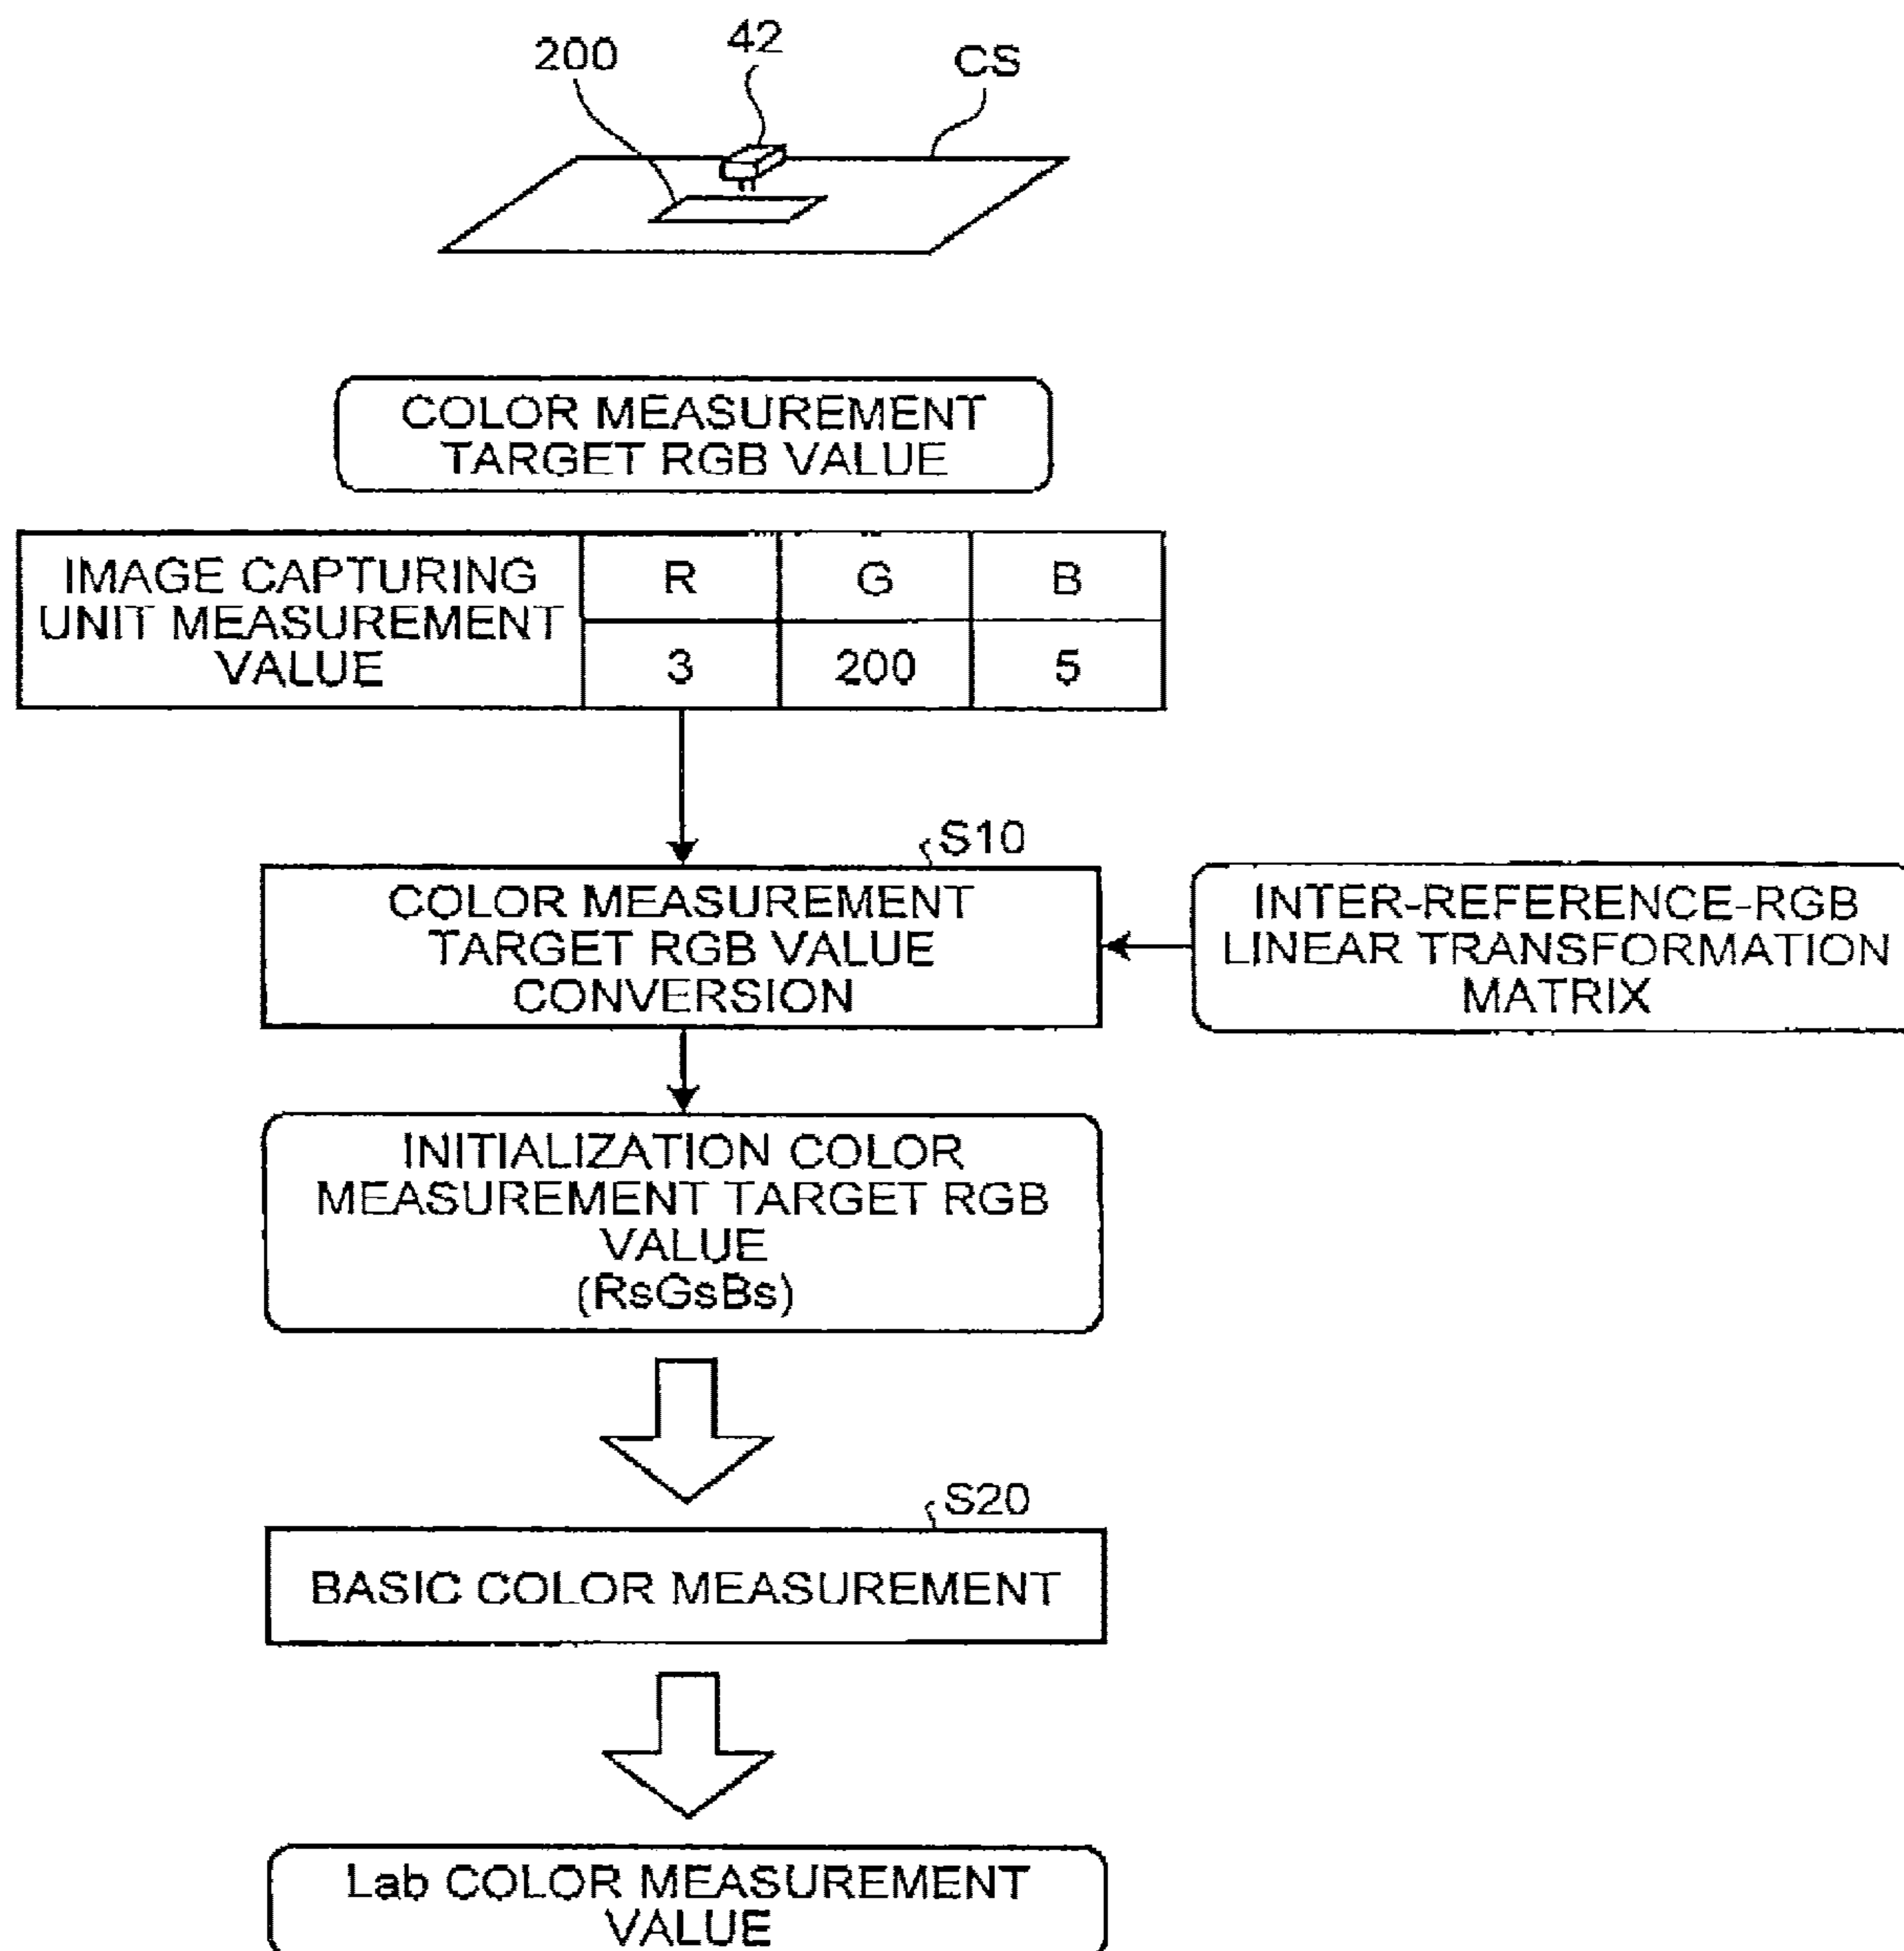 200
42
CS
COLOR MEASUREMENT
TARGET RGB VALUE
IMAGE CAPTURING
UNIT MEASUREMENT
VALUE
R
G
B
3
200
5
S10
COLOR MEASUREMENT
TARGET RGB VALUE
CONVERSION
INTER-REFERENCE-RGB
LINEAR TRANSFORMATION
MATRIX
INITIALIZATION COLOR
MEASUREMENT TARGET RGB
VALUE
(RsGsBs)
S20
BASIC COLOR MEASUREMENT
Lab COLOR MEASUREMENT
VALUE